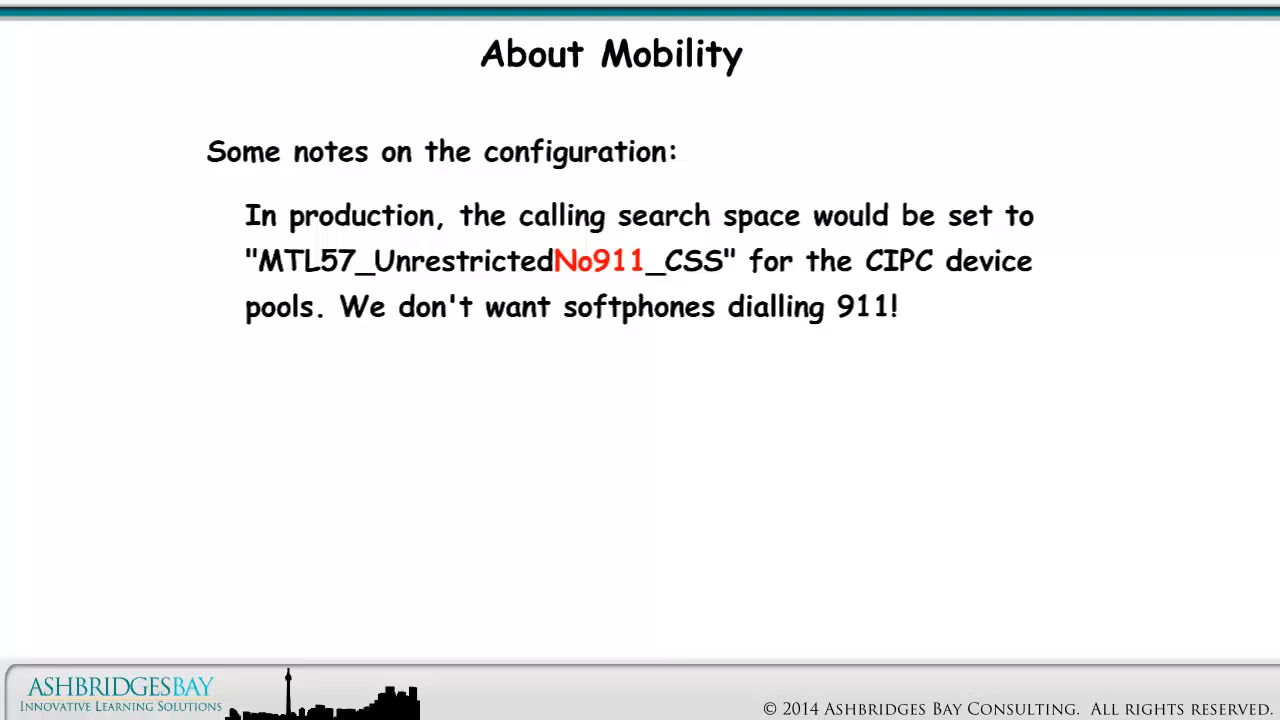 About Mobility
Some notes on the configuration:
In production, the calling search space would be set to
"MTL57_UnrestrictedNo911_CSS" for the CIPC device
pools. We don't want softphones dialling 911!
ASHBRIDGESBAY
INNOVATIVE LEARNING SOLUTIONS
© 2014 ASHBRIDGES BAY CONSULTING. ALL RIGHTS RESERVED.